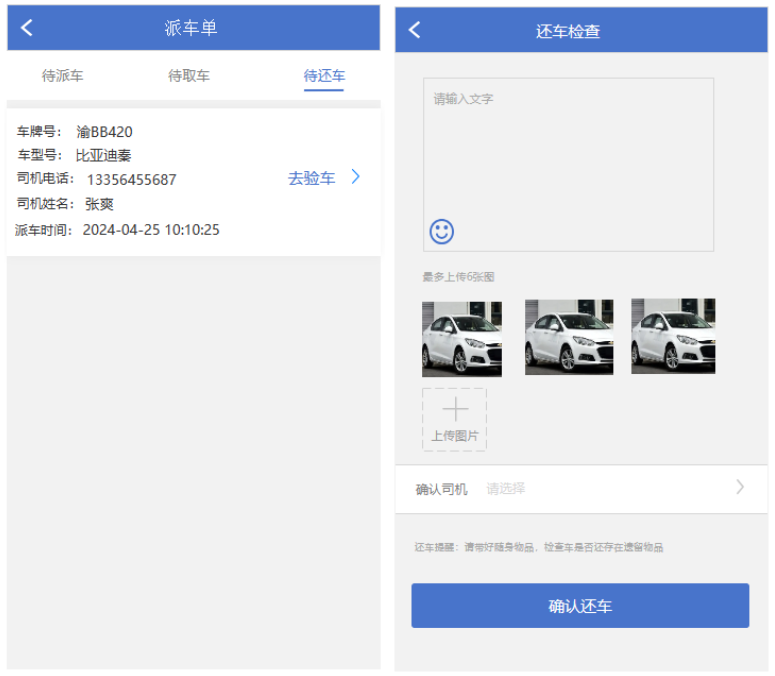 派车单
待派车 待取车 待还车
车牌号： 渝BB420
车型号： 比亚迪秦
司机电话： 13356455687
去验车
司机姓名： 张爽
派车时间： 2024-04-25 10:10:25
还车检查
请输入文字
最多上传6张图
上传图片
确认司机 请选择
还车提醒：请带好随身物品，检查车是否还存在遗留物品
确认还车